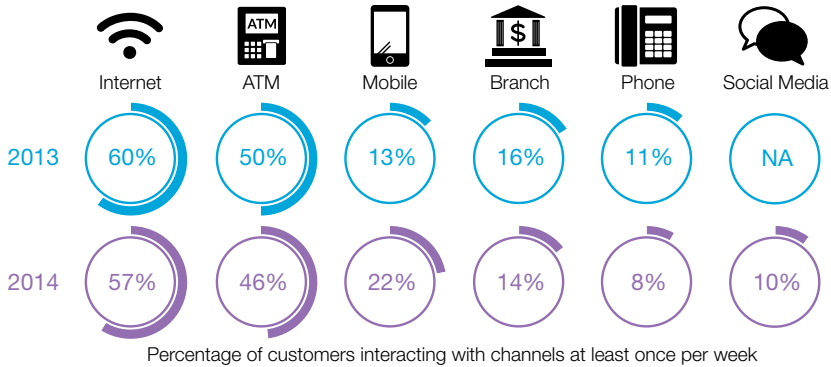 ATM
$
Internet ATM Mobile Branch Phone Social Media
2013 60% 50% 13% 16% 11% NA
2014 57% 46% 22% 14% 8% 10%
Percentage of customers interacting with channels at least once per week